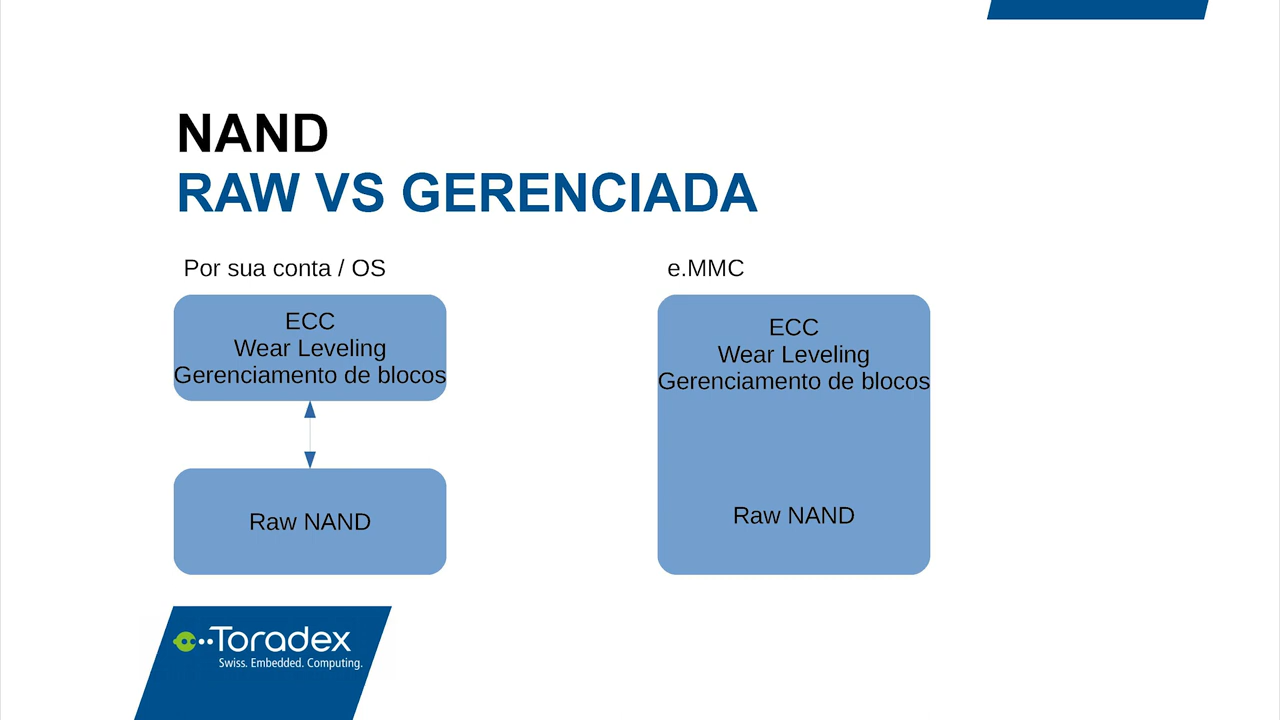 NAND
RAW VS GERENCIADA
Por sua conta / OS
ECC
Wear Leveling
Gerenciamento de blocos
Raw NAND
e.MMC
ECC
Wear Leveling
Gerenciamento de blocos
Raw NAND
Toradex
Swiss. Embedded. Computing.